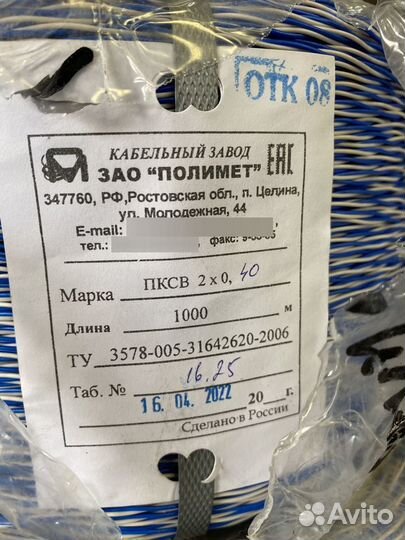 ОТК 08
КАБЕЛЬНЫЙ ЗАВОД
ЗАО "ПОЛИМЕТ"
ЕАС
347760, РФ,Ростовская обл., п. Целина,
ул. Молодежная, 44
E-mail:
тел.: факс:
Марка ПКСВ 2х0,40
Длина 1000 м
ТУ 3578-005-31642620-2006
Таб. № 16.25
16. 04. 2022 20 г.
Сделано в России
Avito